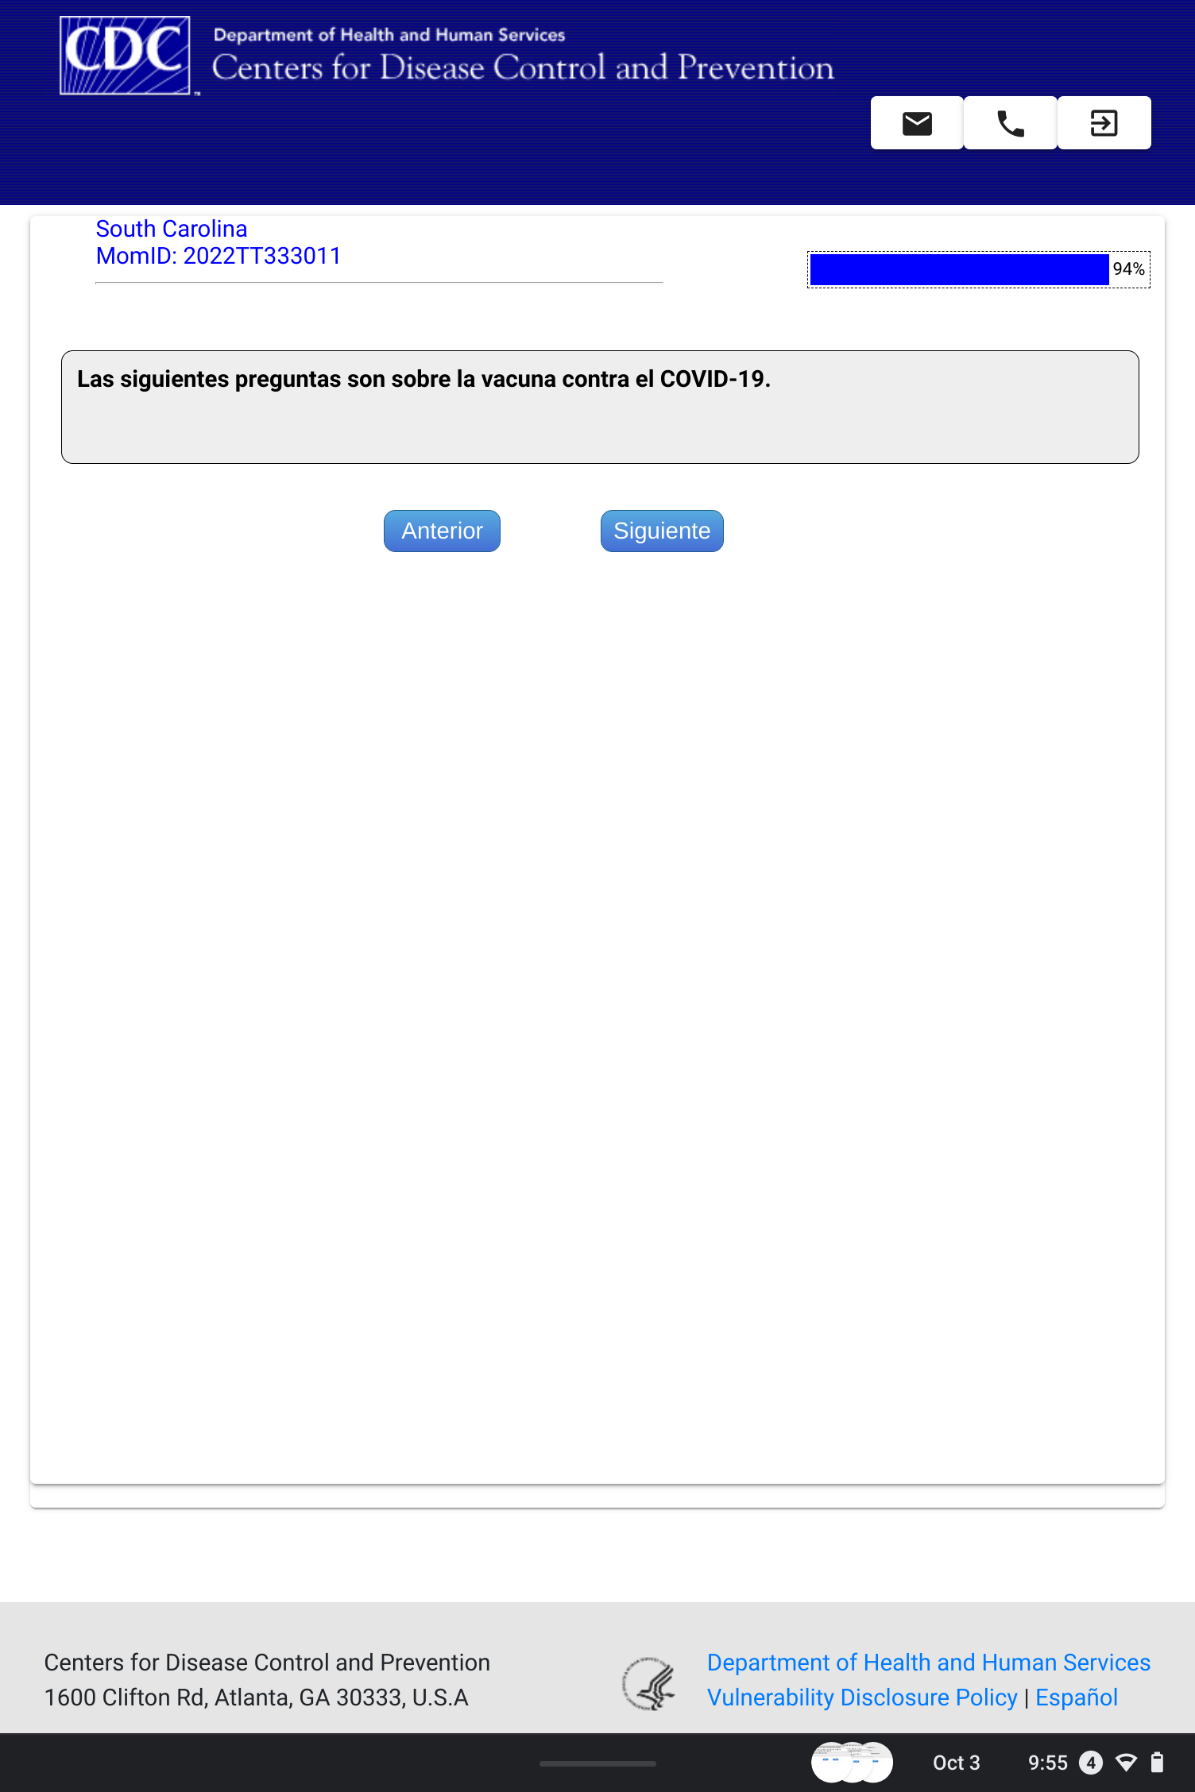 CDC
Department of Health and Human Services
Centers for Disease Control and Prevention
South Carolina
MomID: 2022TT333011
94%
Las siguientes preguntas son sobre la vacuna contra el COVID-19.
Anterior
Siguiente
Centers for Disease Control and Prevention
1600 Clifton Rd, Atlanta, GA 30333, U.S.A
Department of Health and Human Services
Vulnerability Disclosure Policy | Español
Oct 3
9:55
4